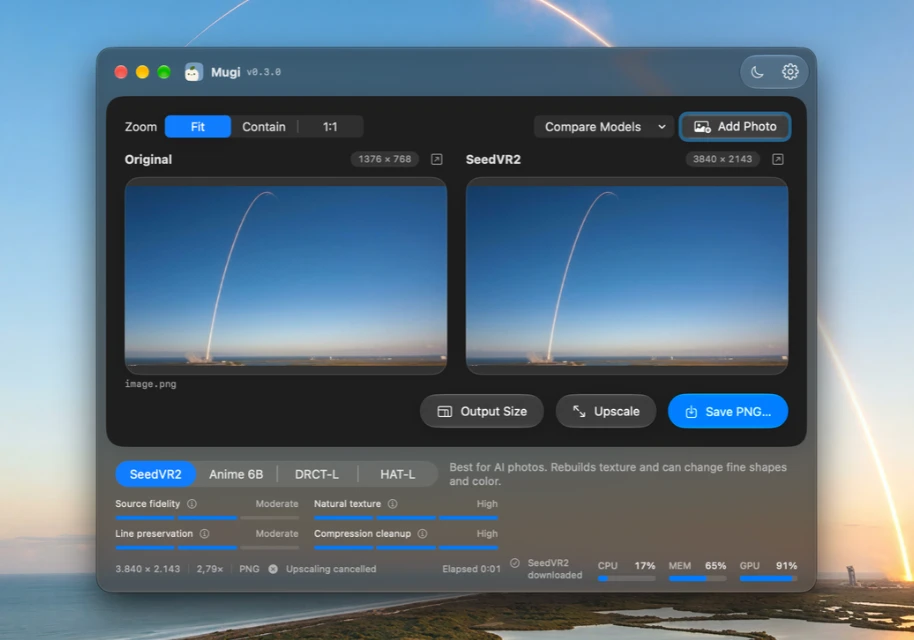 Mugi v0.3.0
Zoom Fit Contain 1:1 Compare Models Add Photo
Original 1376 × 768 SeedVR2 3840 × 2143
image.png
Output Size Upscale Save PNG...
SeedVR2 Anime 6B DRCT-L HAT-L
Best for AI photos. Rebuilds texture and can change fine shapes
and color.
Source fidelity Moderate Natural texture High
Line preservation Moderate Compression cleanup High
3.840 × 2.143 2,79× PNG Upscaling cancelled Elapsed 0:01
SeedVR2
downloaded
CPU 17% MEM 65% GPU 91%